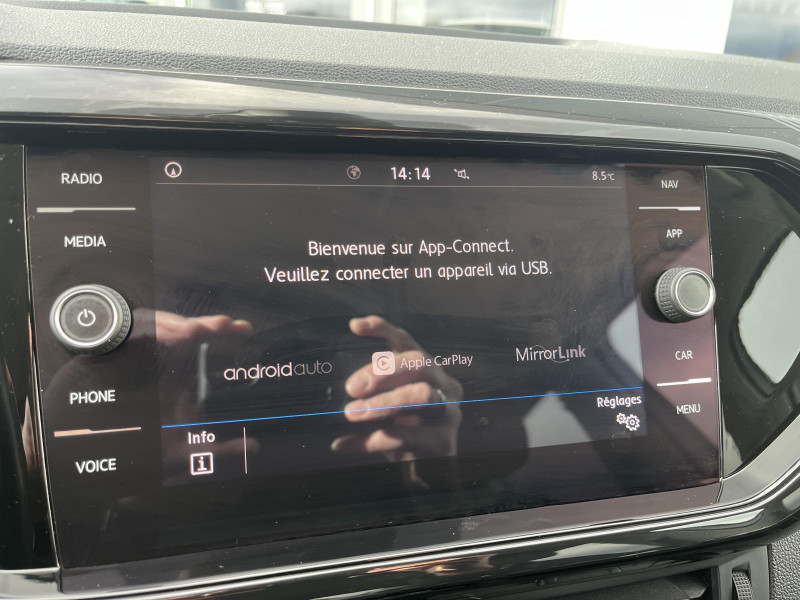 RADIO
MEDIA
PHONE
VOICE
14:14
8.5°C
Bienvenue sur App-Connect.
Veuillez connecter un appareil via USB.
androidauto
Apple CarPlay
MirrorLink
Info
Réglages
NAV
APP
CAR
MENU